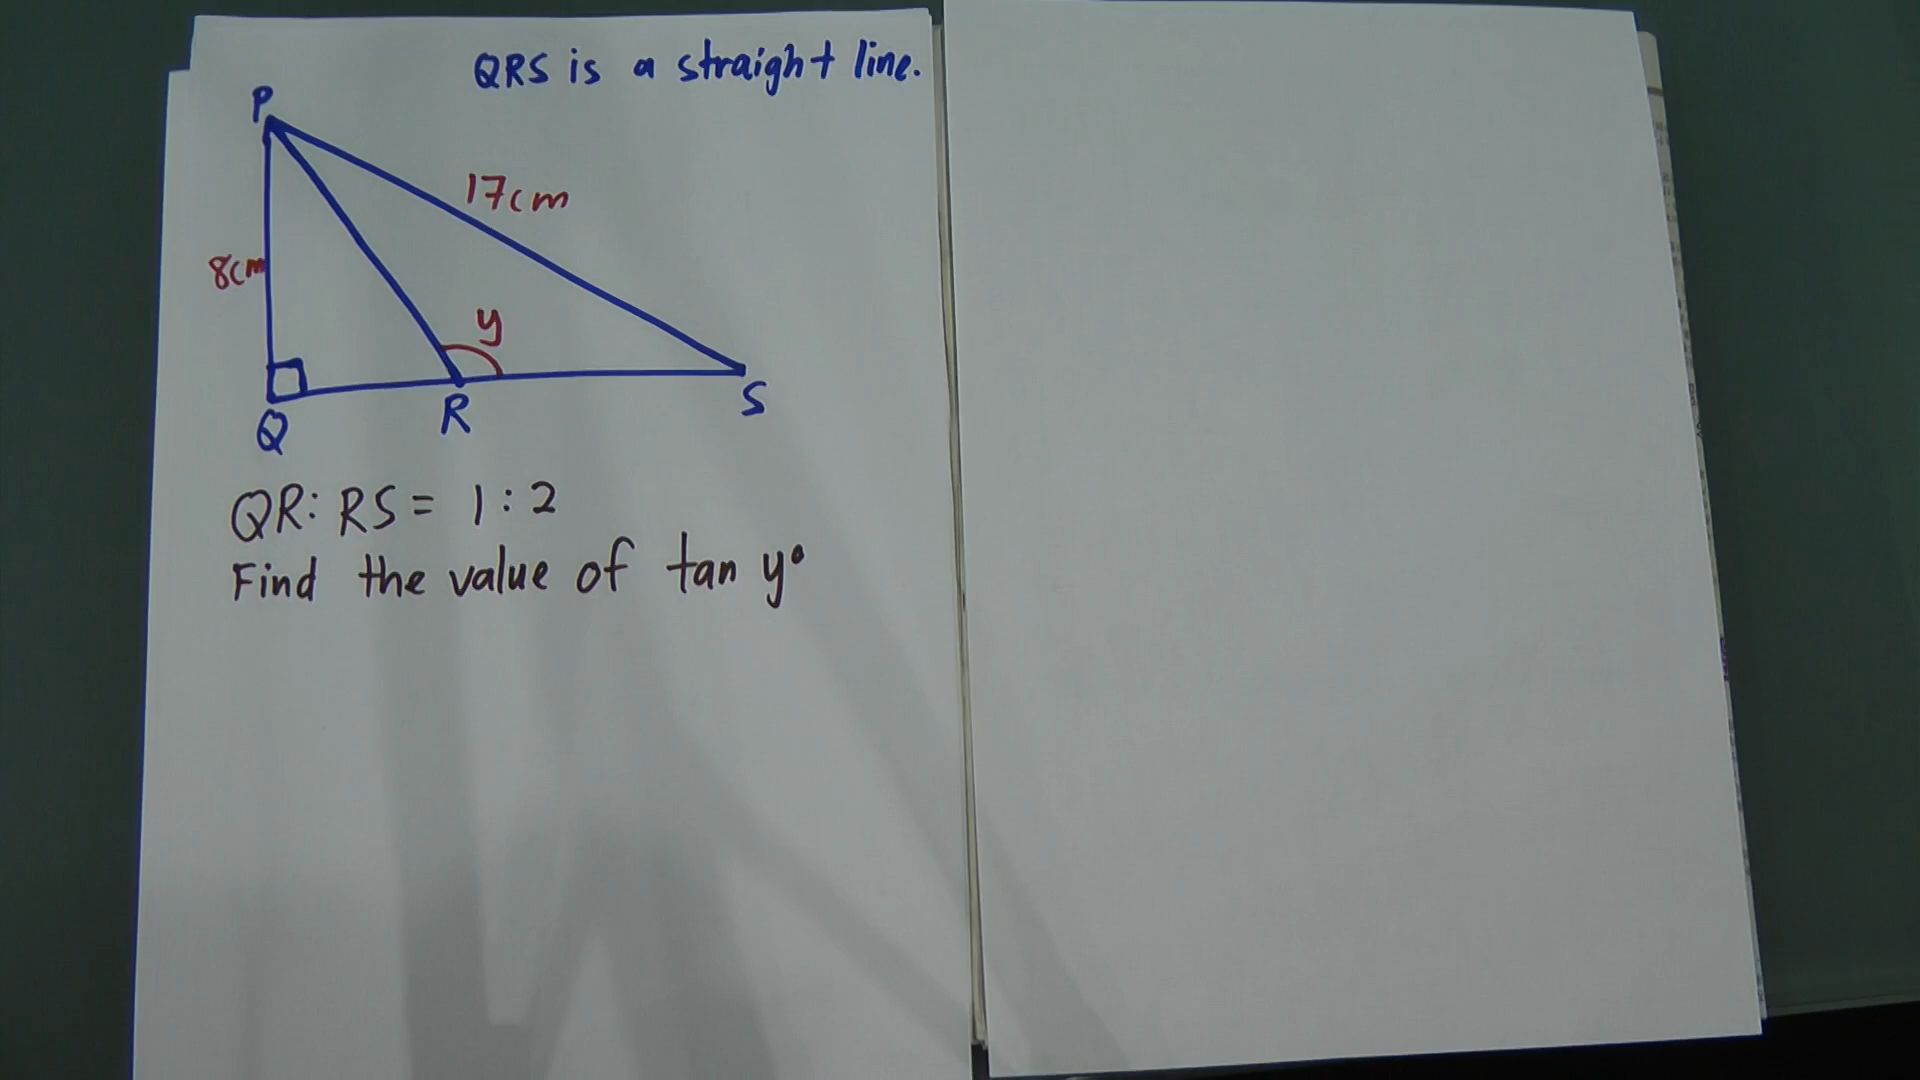 QRS is a straight line.
P
17cm
8cm
y
Q
R
S
QR: RS = 1 : 2
Find the value of tan y°